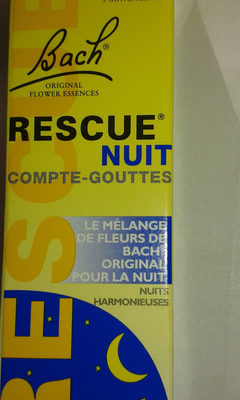 Bach®
ORIGINAL
FLOWER ESSENCES
RESCUE®
NUIT
COMPTE-GOUTTES
LE MÉLANGE
DE FLEURS DE
BACH
ORIGINAL
POUR LA NUIT
NUITS
HARMONIEUSES
RESCUE